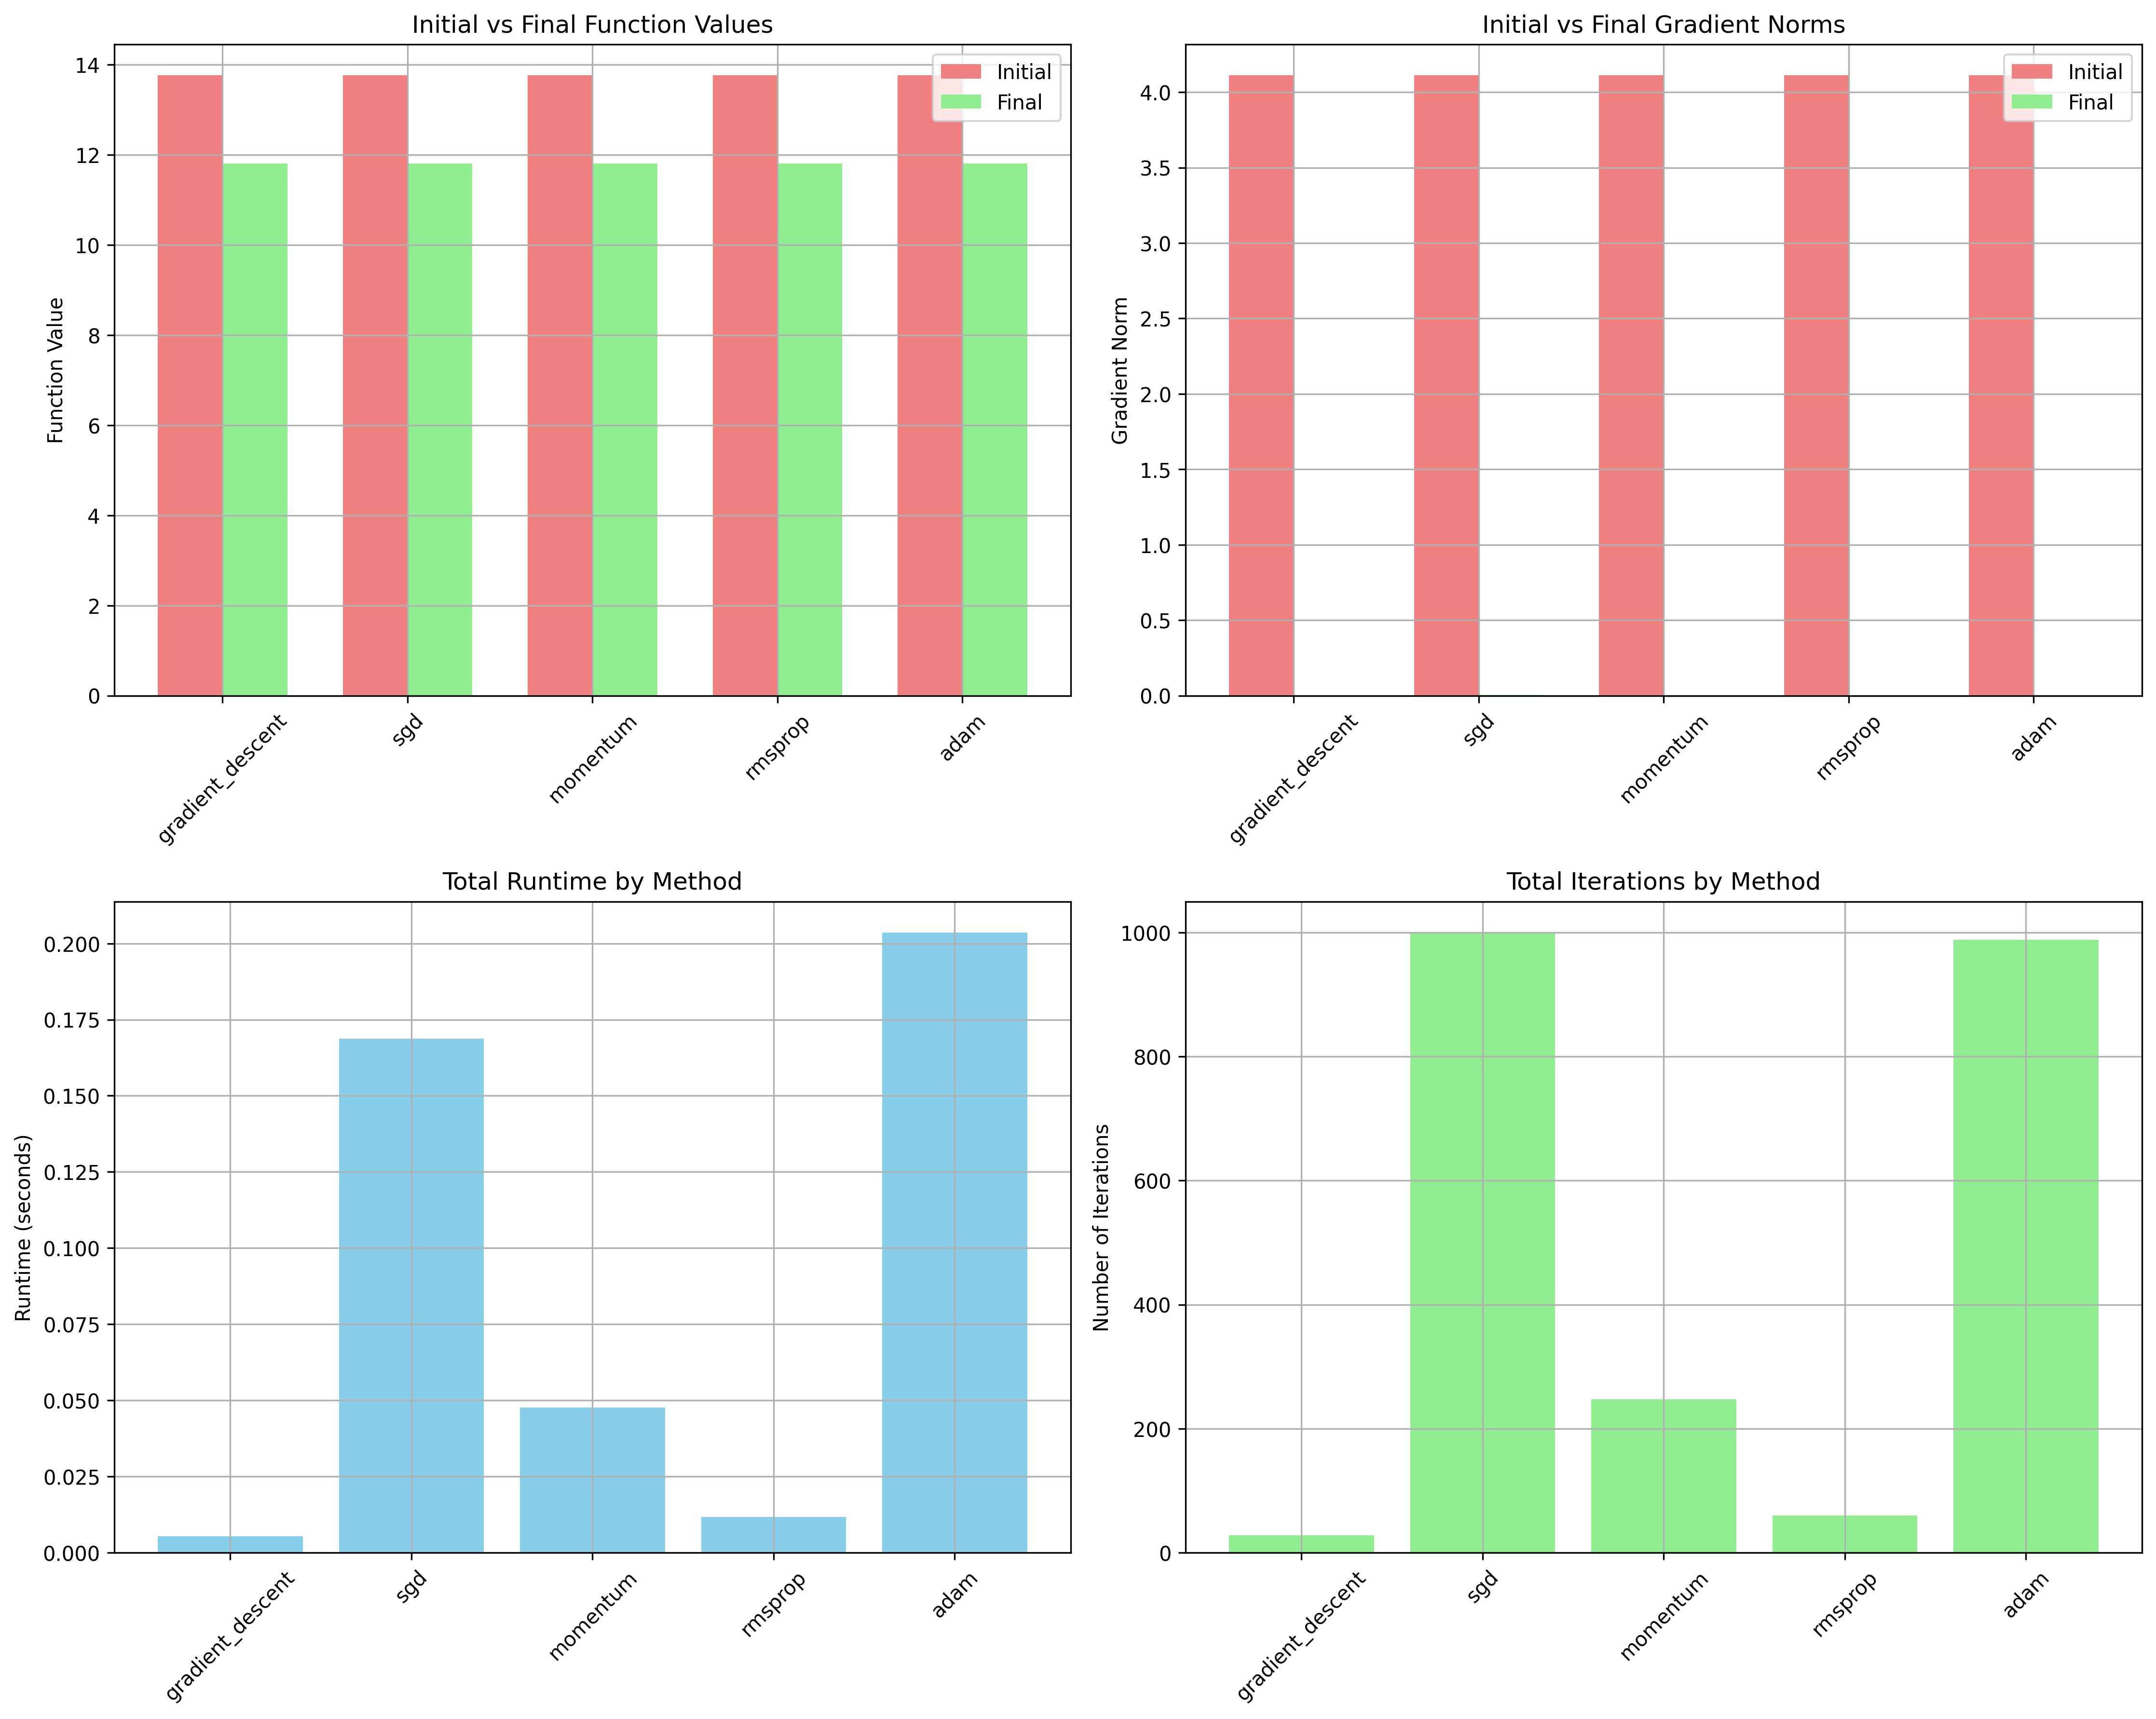 Initial vs Final Function Values
Function Value
14
12
10
8
6
4
2
0
Initial
Final
gradient_descent
sgd
momentum
rmsprop
adam
Initial vs Final Gradient Norms
Gradient Norm
4.0
3.5
3.0
2.5
2.0
1.5
1.0
0.5
0.0
Initial
Final
gradient_descent
sgd
momentum
rmsprop
adam
Total Runtime by Method
Runtime (seconds)
0.200
0.175
0.150
0.125
0.100
0.075
0.050
0.025
0.000
gradient_descent
sgd
momentum
rmsprop
adam
Total Iterations by Method
Number of Iterations
1000
800
600
400
200
0
gradient_descent
sgd
momentum
rmsprop
adam